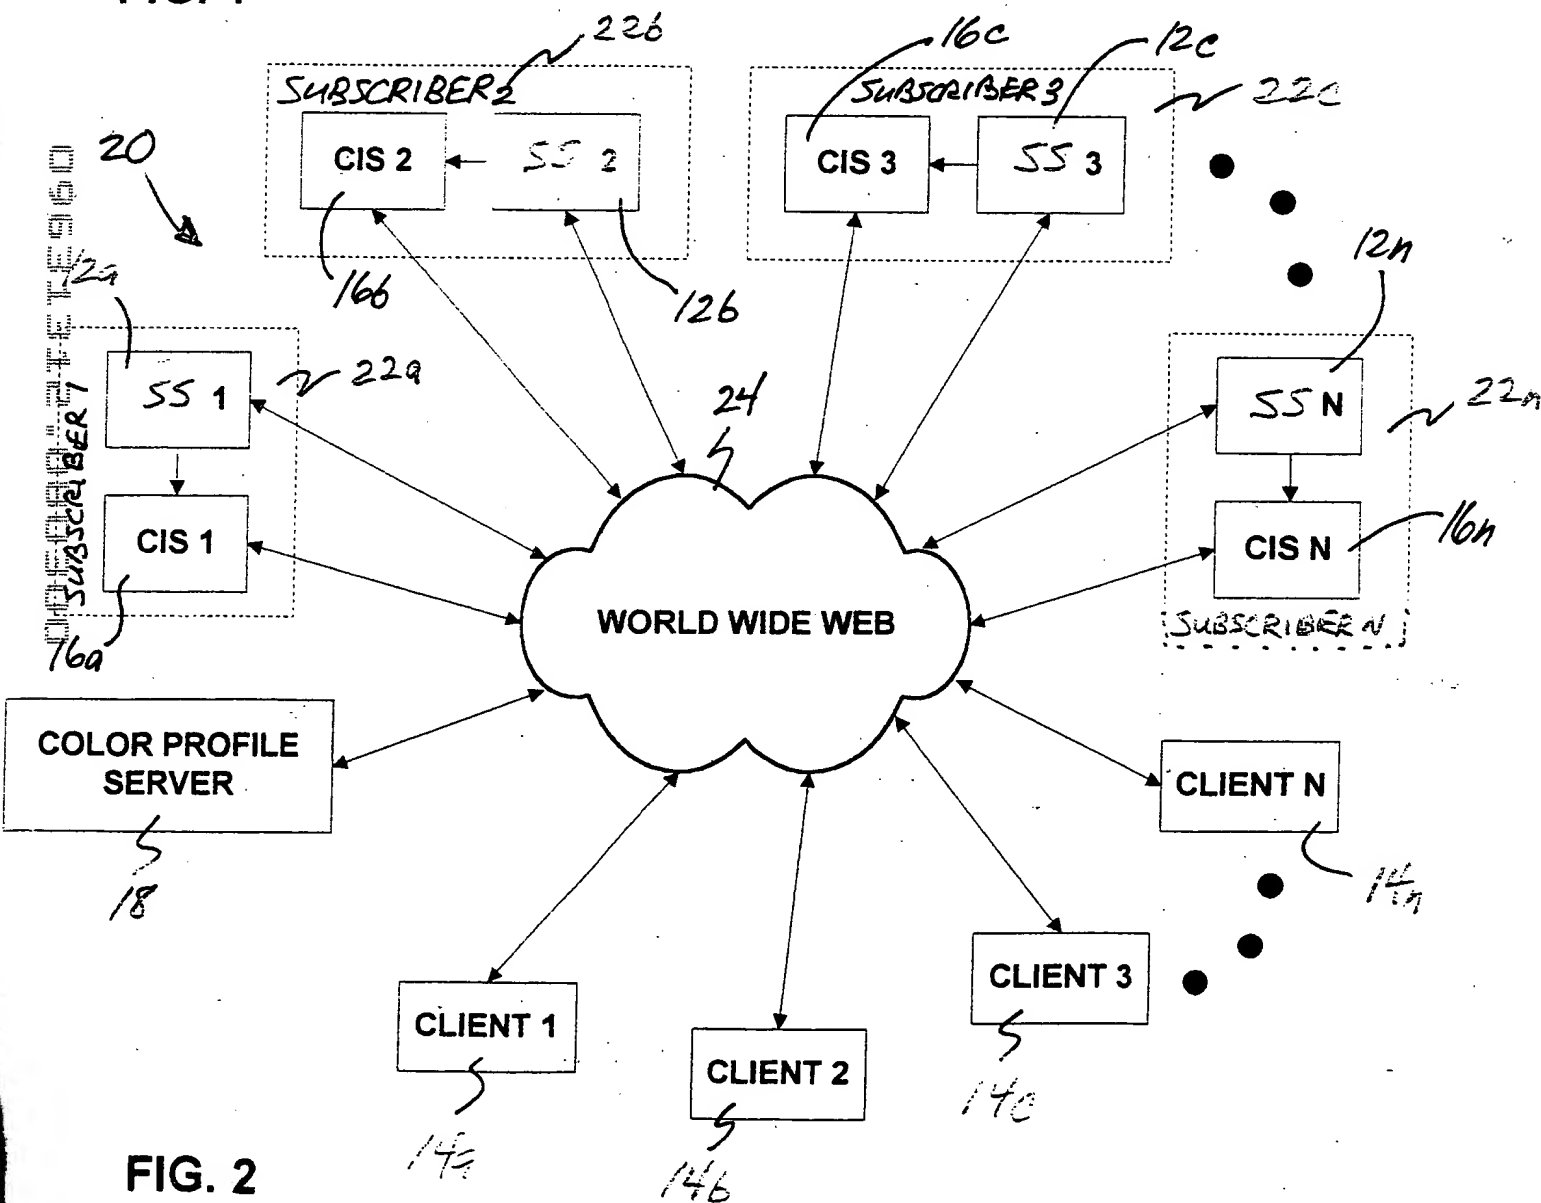 22b
16c
12c
SUBSCRIBER 2
SUBSCRIBER 3
22c
20
CIS 2
SS 2
CIS 3
SS 3
12a
16b
12b
12n
SS 1
22a
24
SS N
22n
SUBSCRIBER 1
CIS 1
CIS N
16n
WORLD WIDE WEB
SUBSCRIBER N
16a
COLOR PROFILE
SERVER
CLIENT N
18
14n
CLIENT 3
CLIENT 1
CLIENT 2
14c
14a
14b
FIG. 2